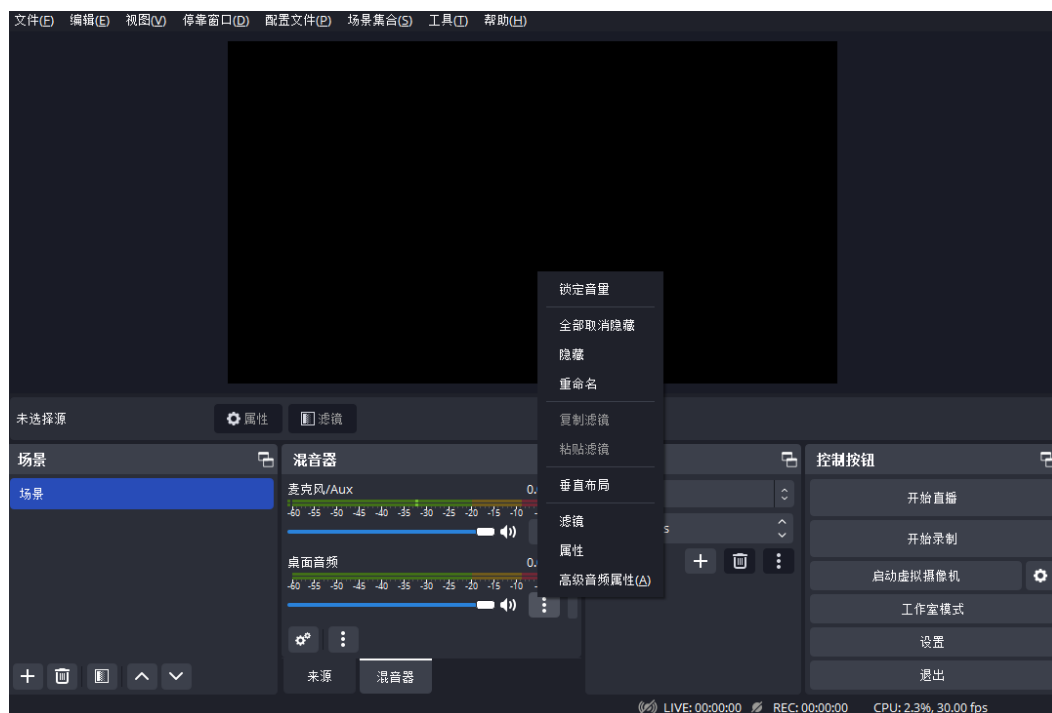 文件(F) 编辑(E) 视图(V) 停靠窗口(D) 配置文件(P) 场景集合(S) 工具(T) 帮助(H)
锁定音量
全部取消隐藏
隐藏
重命名
复制滤镜
粘贴滤镜
垂直布局
滤镜
属性
高级音频属性(A)
未选择源 属性 滤镜
场景
场景
混音器
麦克风/Aux 0.
-60 -55 -50 -45 -40 -35 -30 -25 -20 -15 -10
桌面音频 0.
-60 -55 -50 -45 -40 -35 -30 -25 -20 -15 -10
来源 混音器
s
控制按钮
开始直播
开始录制
启动虚拟摄像机
工作室模式
设置
退出
LIVE: 00:00:00 REC: 00:00:00 CPU: 2.3%, 30.00 fps